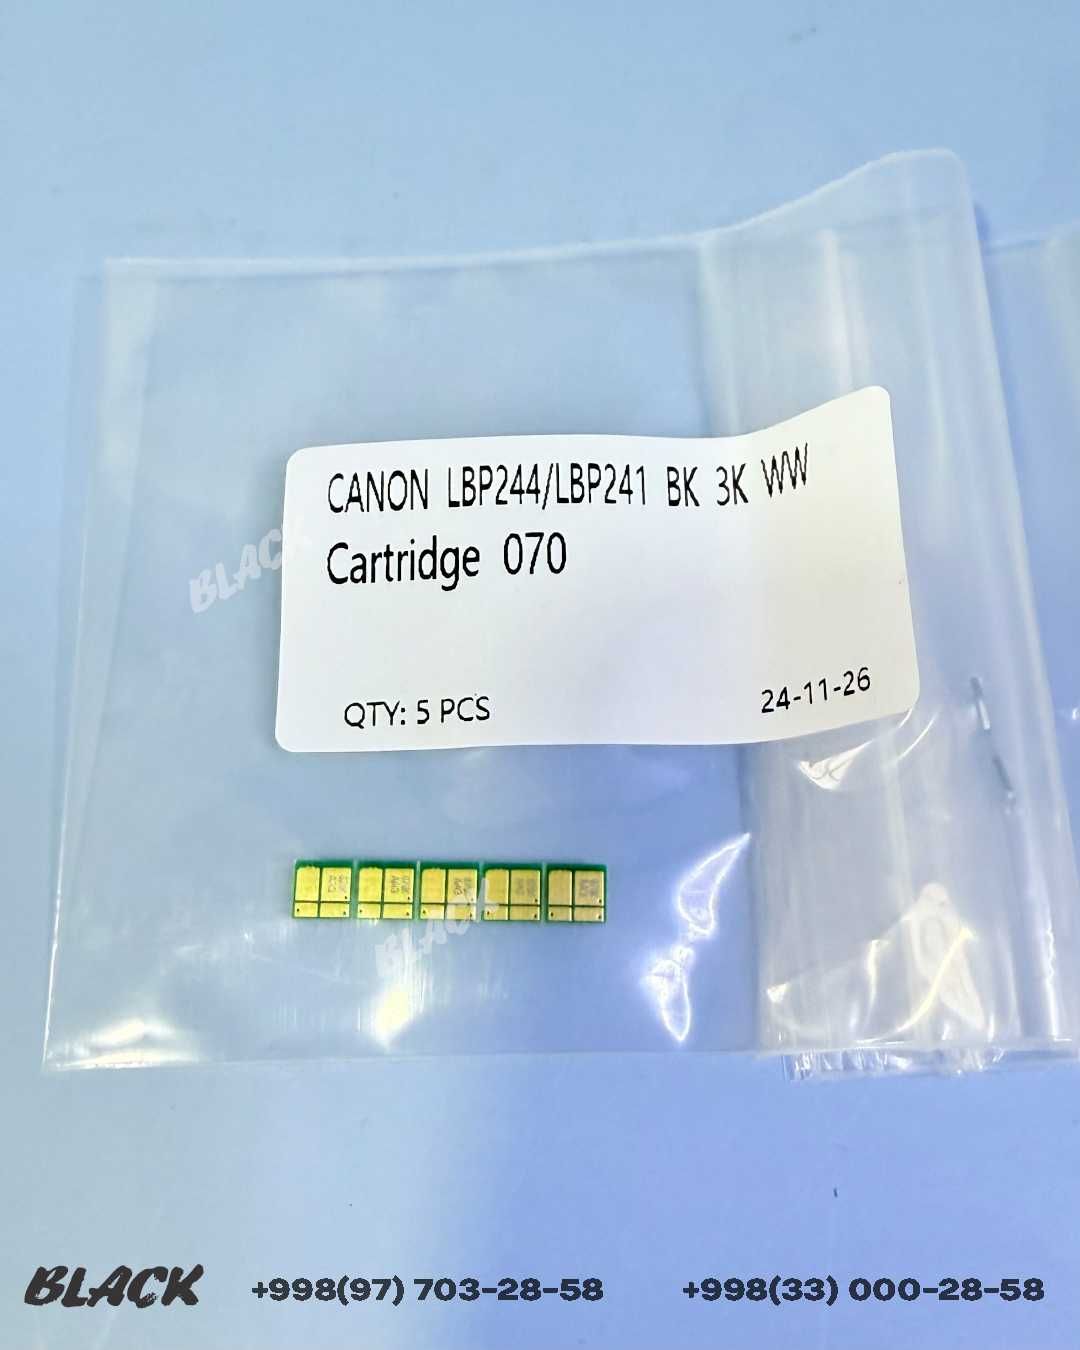 CANON LBP244/LBP241 BK 3K WW
Cartridge 070
QTY: 5 PCS
24-11-26
BLACK
BLACK
BLACK +998(97) 703-28-58 +998(33) 000-28-58